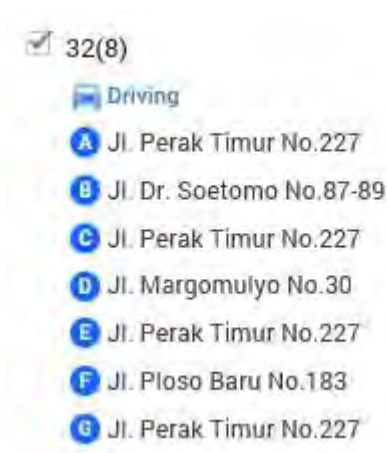 32(8)
Driving
A Jl. Perak Timur No.227
B Jl. Dr. Soetomo No.87-89
C Jl. Perak Timur No.227
D Jl. Margomulyo No.30
E Jl. Perak Timur No.227
F Jl. Ploso Baru No.183
G Jl. Perak Timur No.227